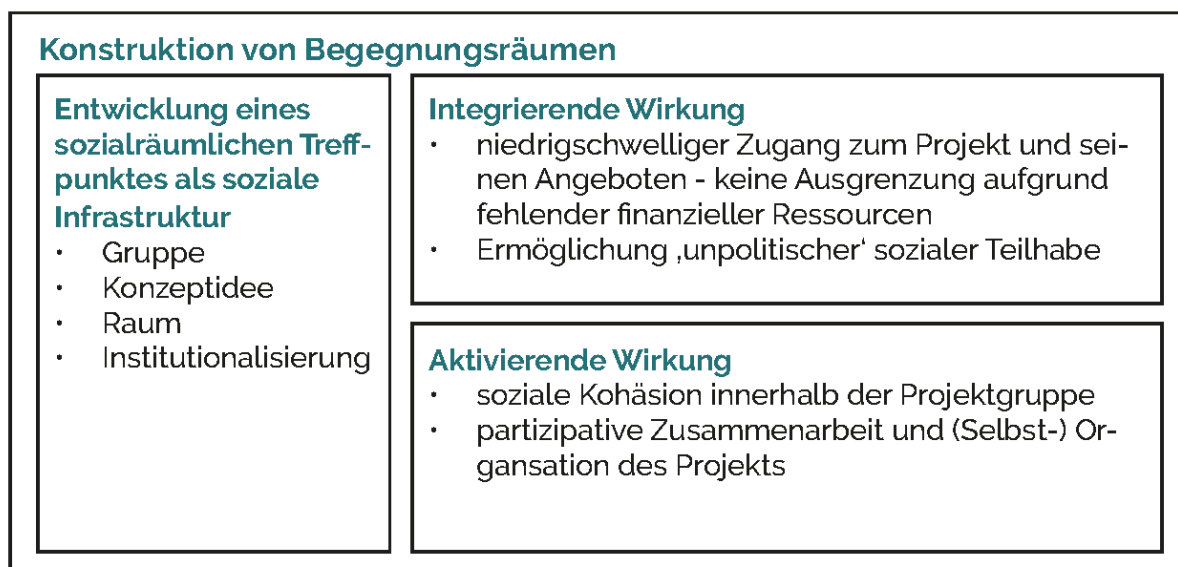 Konstruktion von Begegnungsräumen
Entwicklung eines
sozialräumlichen Treff-
punktes als soziale
Infrastruktur
• Gruppe
• Konzeptidee
• Raum
• Institutionalisierung
Integrierende Wirkung
• niedrigschwelliger Zugang zum Projekt und sei-
nen Angeboten - keine Ausgrenzung aufgrund
fehlender finanzieller Ressourcen
• Ermöglichung ‚unpolitischer‘ sozialer Teilhabe
Aktivierende Wirkung
• soziale Kohäsion innerhalb der Projektgruppe
• partizipative Zusammenarbeit und (Selbst-) Or-
gansation des Projekts